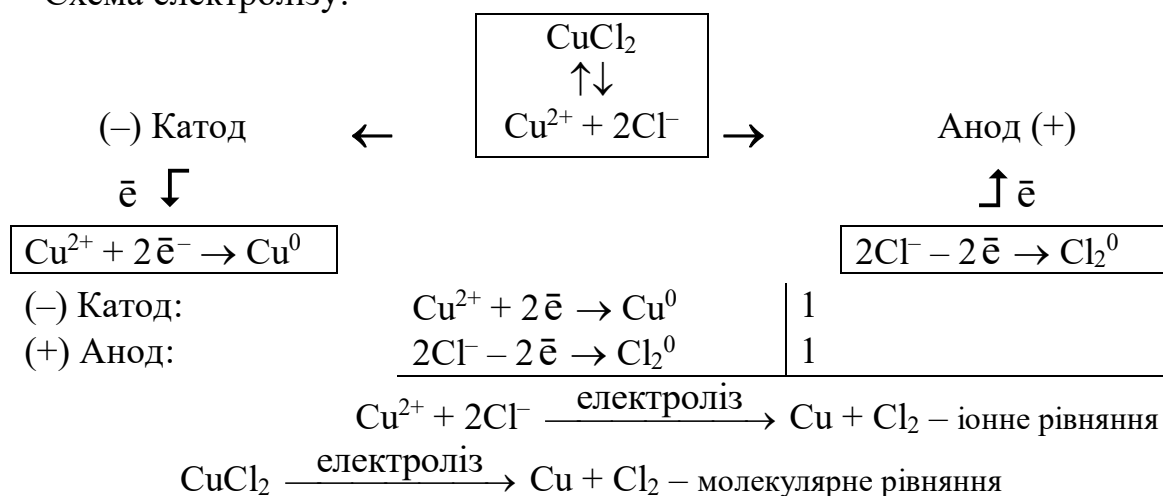 Схема електролізу:
CuCl₂
↑↓
(–) Катод ← Cu²⁺ + 2Cl⁻ → Анод (+)
ē ē
Cu²⁺ + 2ē⁻ → Cu⁰ 2Cl⁻ – 2ē → Cl₂⁰
(–) Катод: Cu²⁺ + 2ē → Cu⁰ | 1
(+) Анод: 2Cl⁻ – 2ē → Cl₂⁰ | 1
Cu²⁺ + 2Cl⁻ електроліз → Cu + Cl₂ – іонне рівняння
CuCl₂ електроліз → Cu + Cl₂ – молекулярне рівняння